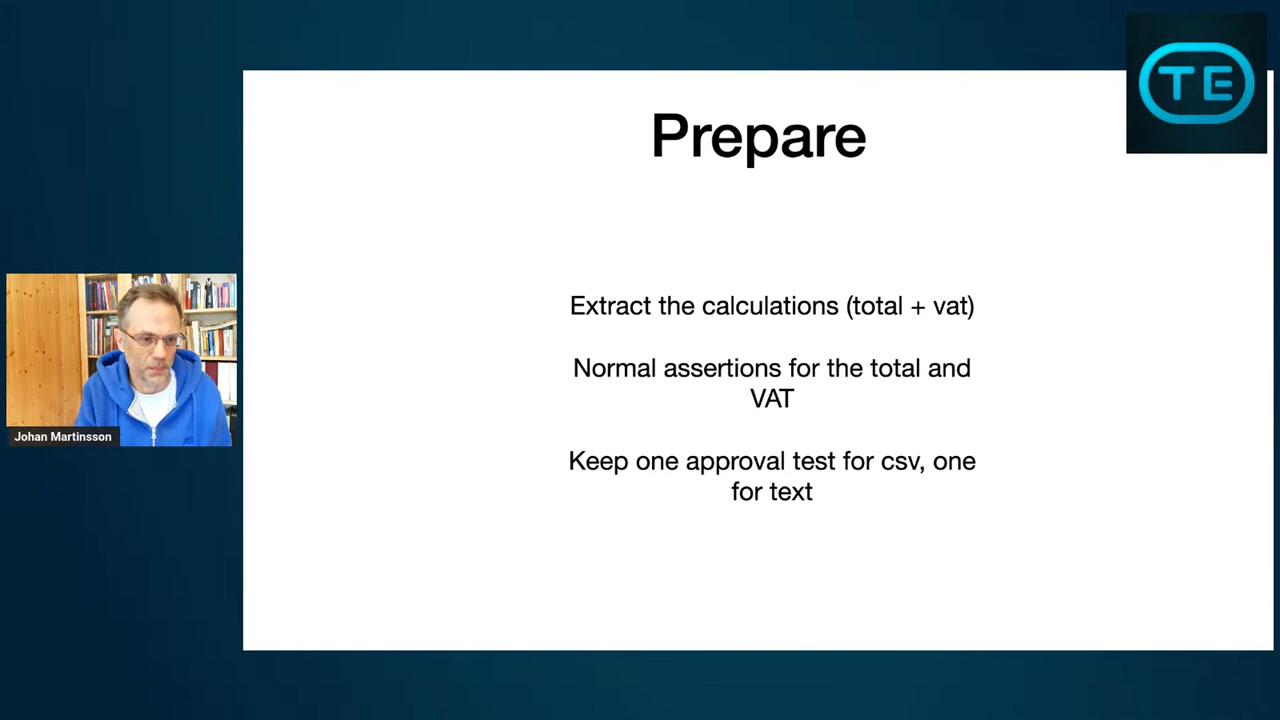 TE
Prepare
Extract the calculations (total + vat)
Normal assertions for the total and
VAT
Keep one approval test for csv, one
for text
Johan Martinsson